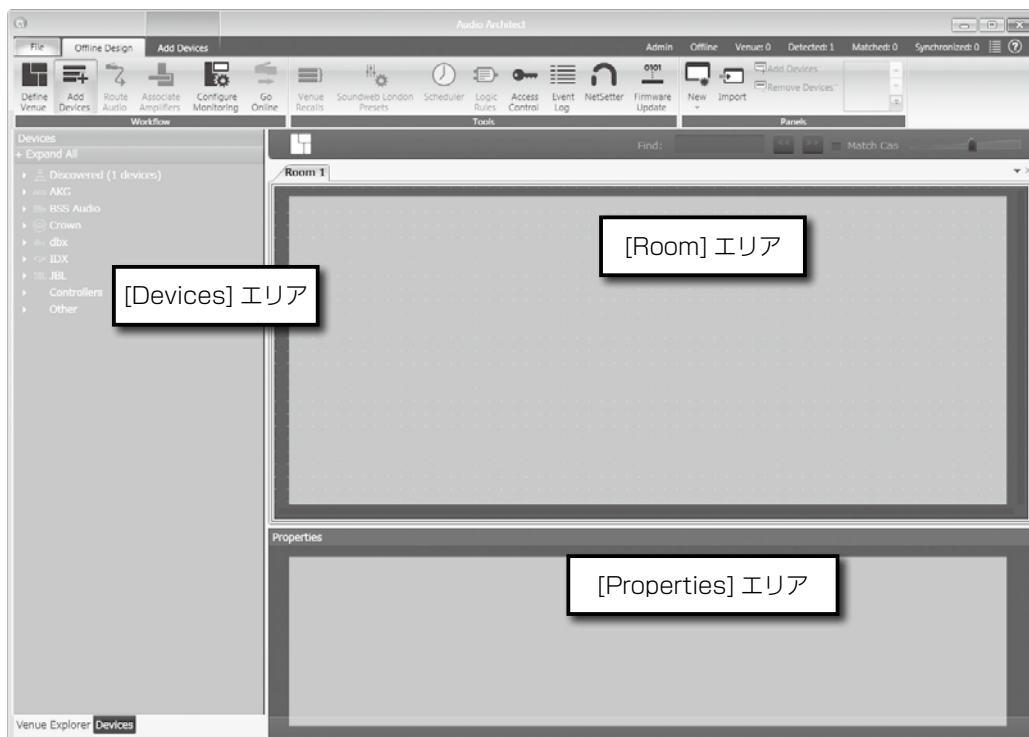 Audio Architect
File Offline Design Add Devices Admin Offline Venue: 0 Detected: 1 Matched: 0 Synchronized: 0
Define Venue
Add Devices
Route Audio
Associate Amplifiers
Configure Monitoring
Go Online
Venue Recalls
Soundweb London Presets
Scheduler
Logic Rules
Access Control
Event Log
NetSetter
0101
Firmware Update
New
Import
Add Devices
Remove Devices
Workflow Tools Panels
Devices
+ Expand All
Find: << >> Match Cas
Discovered (1 devices)
AKG
BSS Audio
Crown
dbx
IDX
JBL
Controllers
Other
Room 1
[Room] エリア
[Devices] エリア
Properties
[Properties] エリア
Venue Explorer Devices